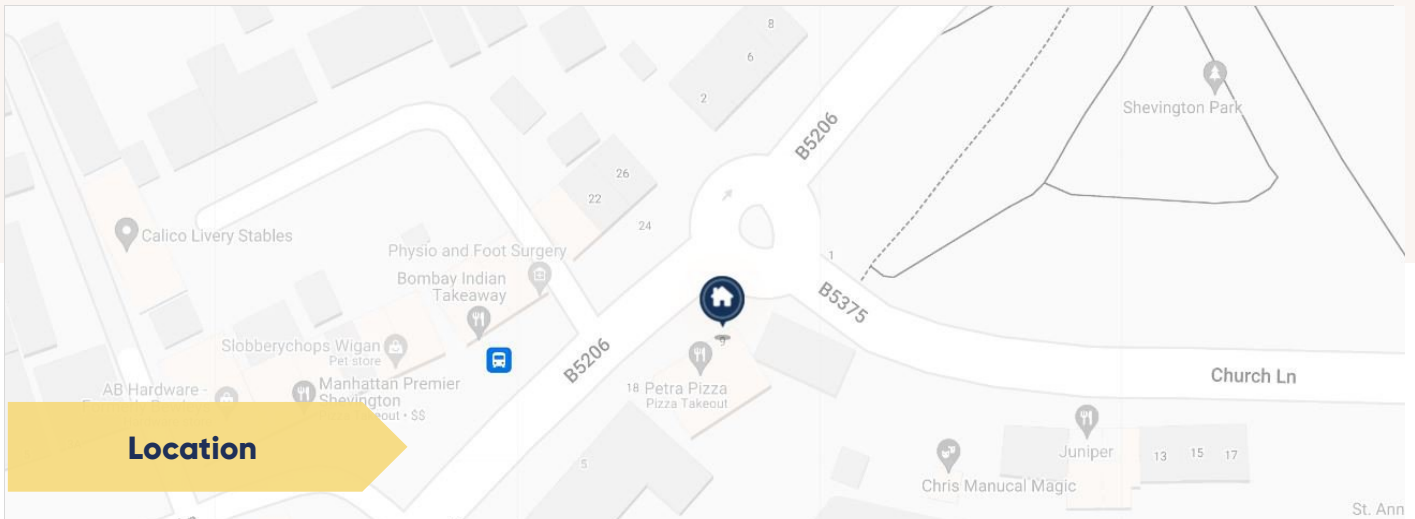 8
6
2
B5206
Shevington Park
26
22
24
Calico Livery Stables
Physio and Foot Surgery
Bombay Indian
Takeaway
1
B5375
Slobberychops Wigan
Pet store
B5206
9
18 Petra Pizza
Pizza Takeout
AB Hardware -
Manhattan Premier
Shevington
eout • $$
Church Ln
Location
5
Juniper
13
15
17
Chris Manucal Magic
St. Ann